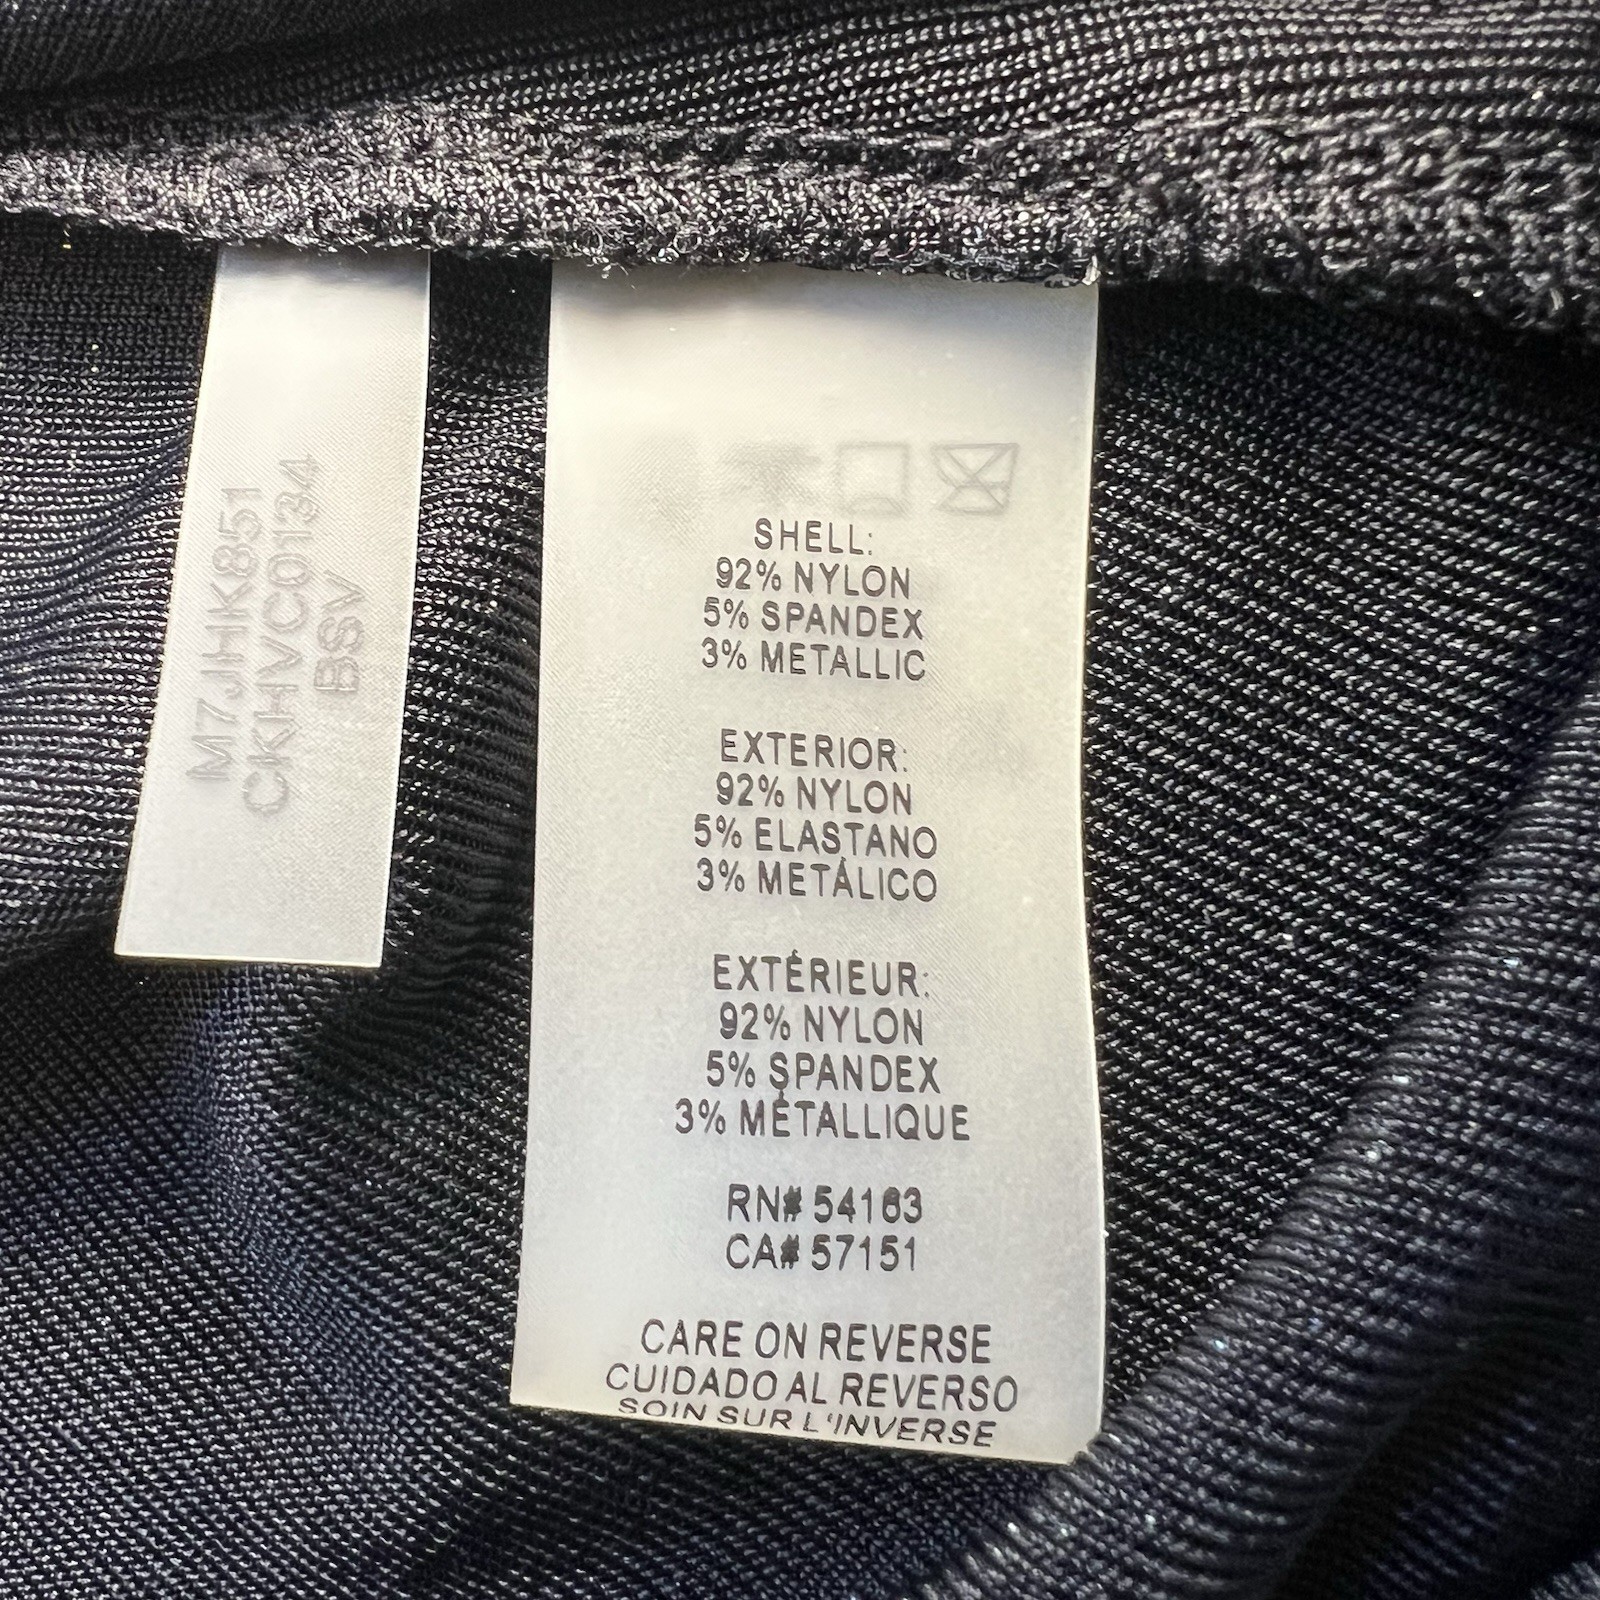 M7JHK851
CKHVC0134
BSV
SHELL:
92% NYLON
5% SPANDEX
3% METALLIC
EXTERIOR:
92% NYLON
5% ELASTANO
3% METÁLICO
EXTÉRIEUR:
92% NYLON
5% SPANDEX
3% MÉTALLIQUE
RN# 54163
CA# 57151
CARE ON REVERSE
CUIDADO AL REVERSO
SOIN SUR L'INVERSE